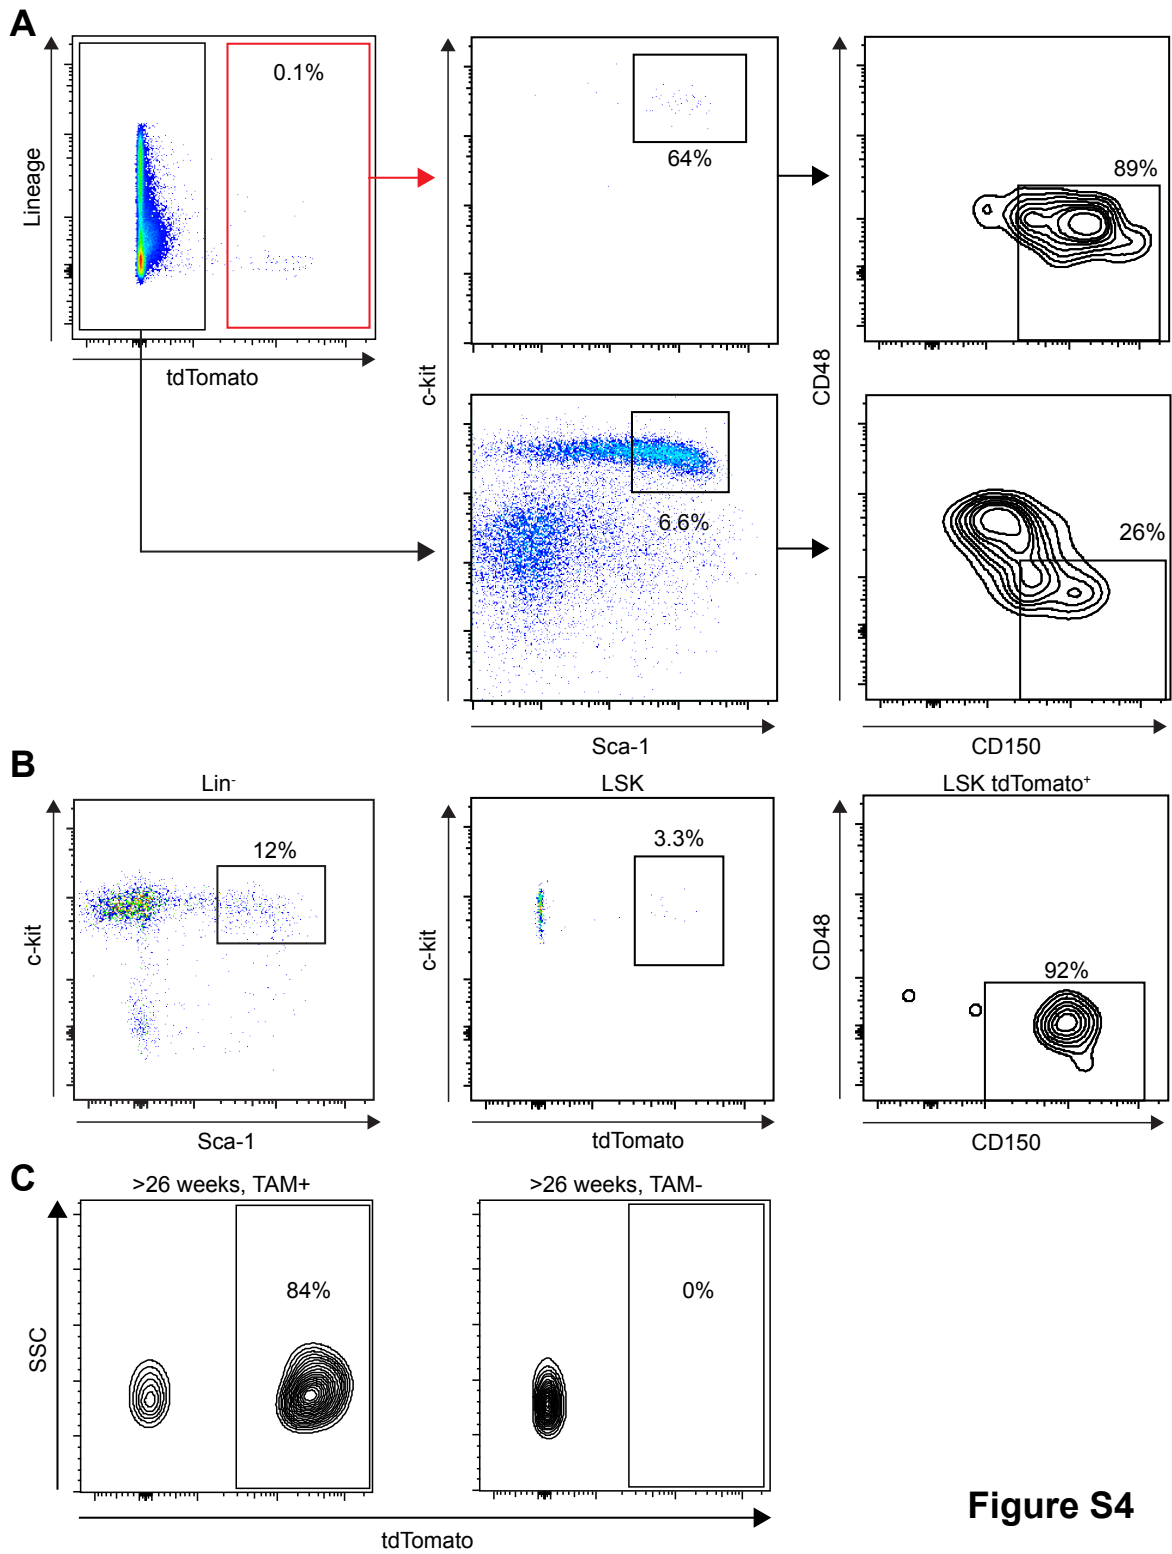 A
Lineage
0.1%
tdTomato
c-kit
64%
6.6%
Sca-1
CD48
89%
26%
CD150
B
Lin-
c-kit
12%
Sca-1
LSK
c-kit
3.3%
tdTomato
LSK tdTomato+
CD48
92%
CD150
C
>26 weeks, TAM+
SSC
84%
>26 weeks, TAM-
0%
tdTomato
Figure S4